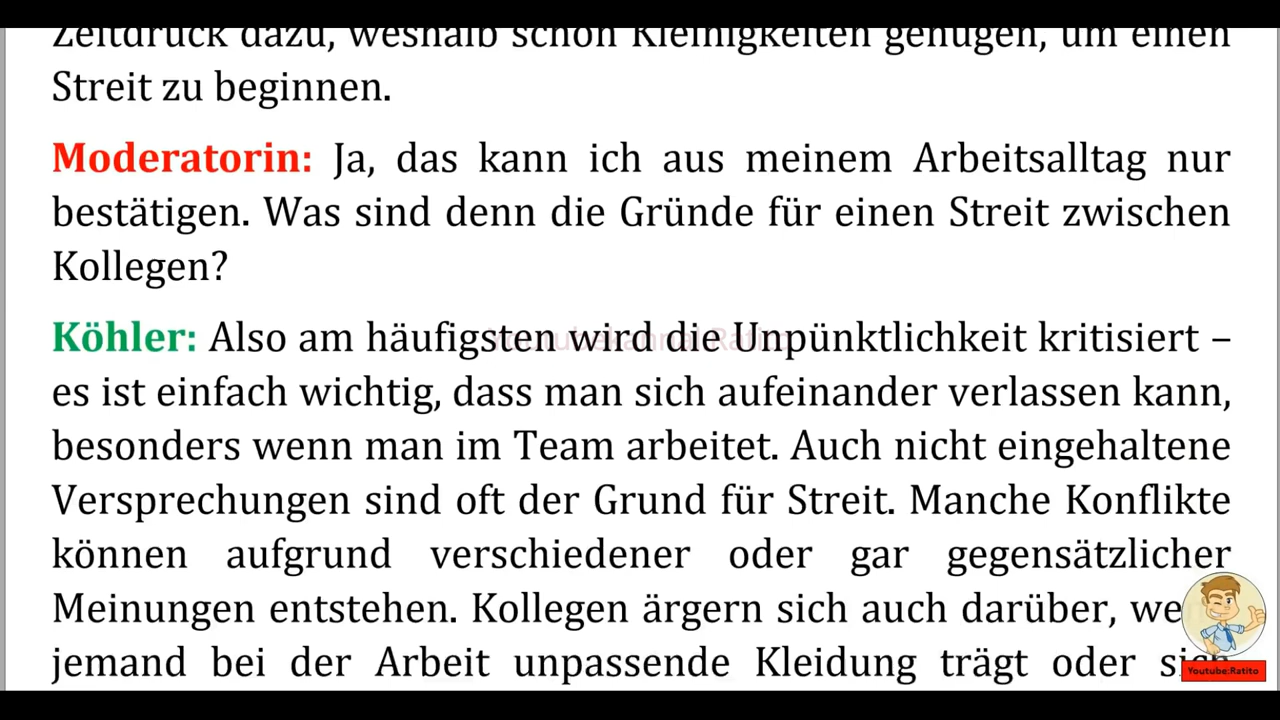 Zeitdruck dazu, weshalb schon Kleinigkeiten genügen, um einen
Streit zu beginnen.
Moderatorin: Ja, das kann ich aus meinem Arbeitsalltag nur
bestätigen. Was sind denn die Gründe für einen Streit zwischen
Kollegen?
Köhler: Also am häufigsten wird die Unpünktlichkeit kritisiert –
es ist einfach wichtig, dass man sich aufeinander verlassen kann,
besonders wenn man im Team arbeitet. Auch nicht eingehaltene
Versprechungen sind oft der Grund für Streit. Manche Konflikte
können aufgrund verschiedener oder gar gegensätzlicher
Meinungen entstehen. Kollegen ärgern sich auch darüber,
jemand bei der Arbeit unpassende Kleidung trägt oder sich
Youtube:Ratito